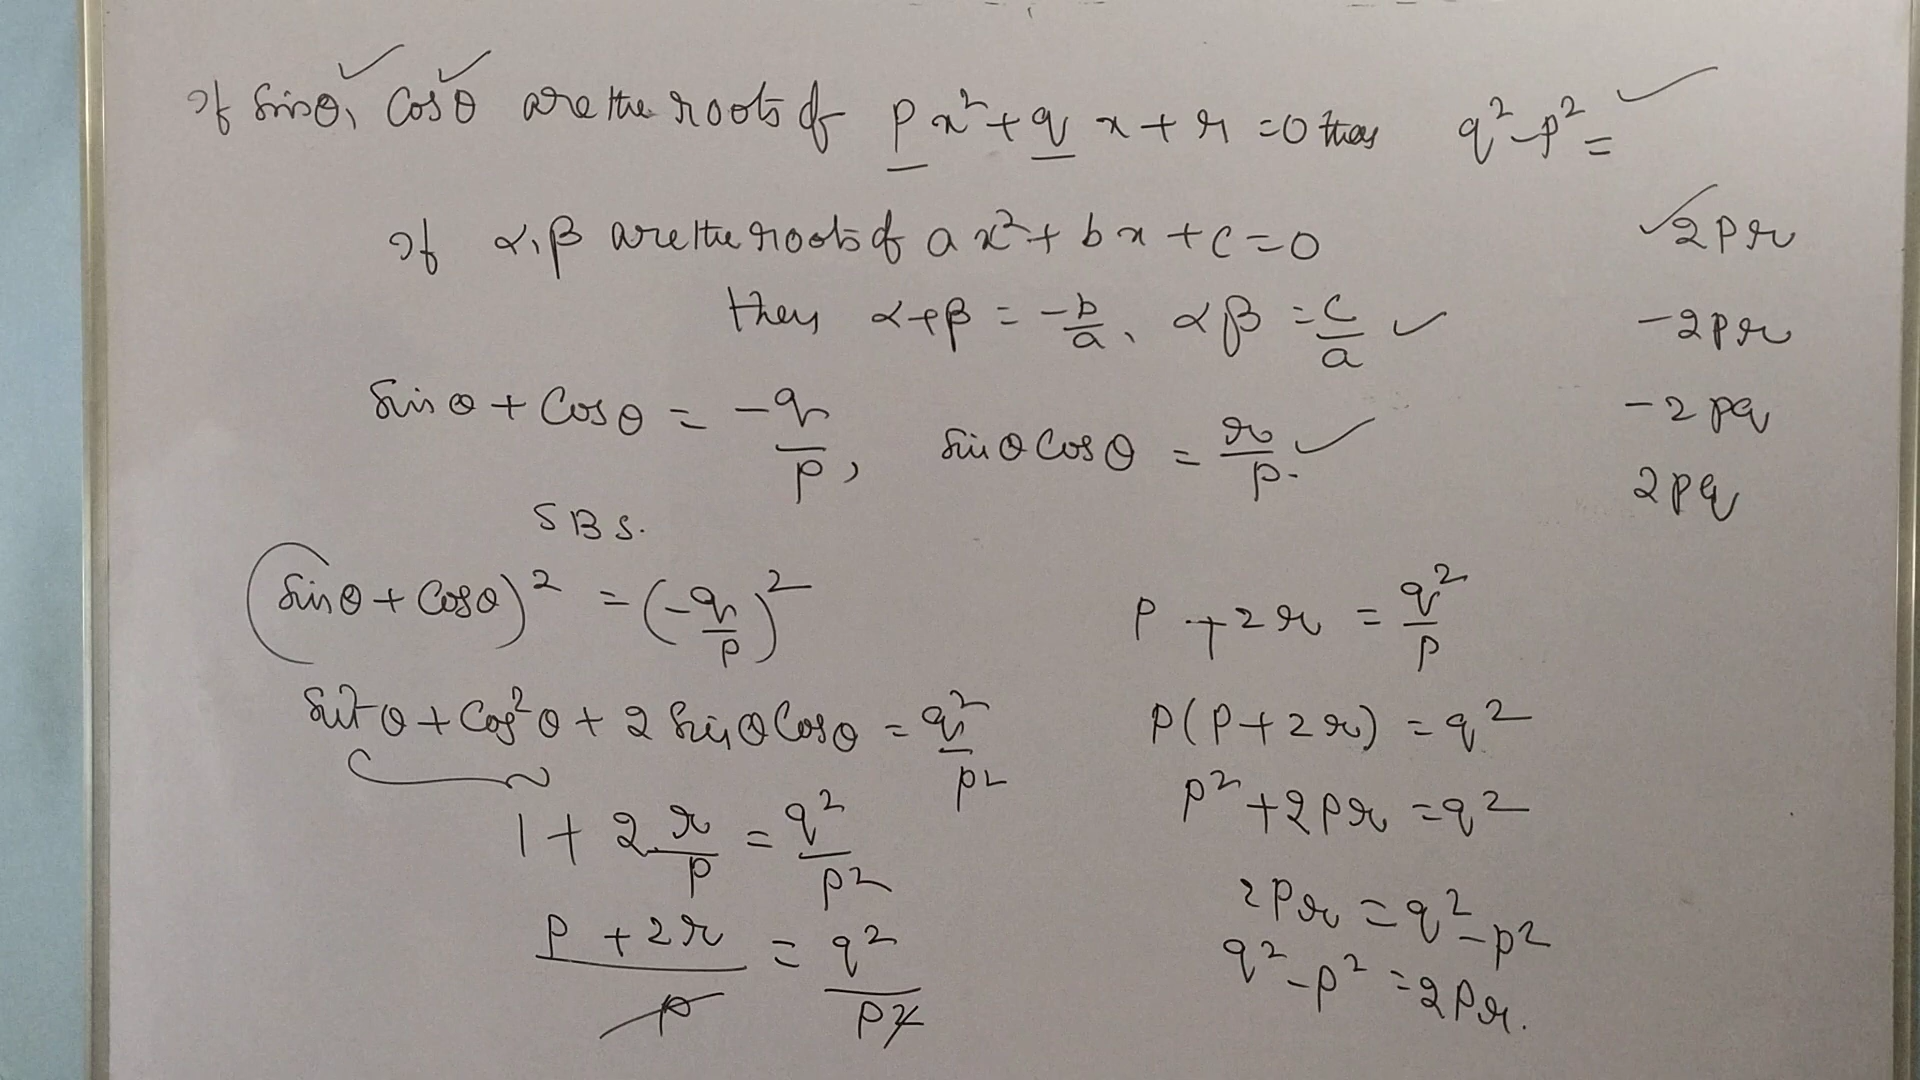 If Sinθ, Cosθ are the roots of px²+qx+r=0 then q²-p²=
If α,β are the roots of ax²+bx+c=0
then α+β = -b/a, αβ = c/a
Sinθ+Cosθ = -q/p, Sinθ Cosθ = r/p.
SBS.
(Sinθ+Cosθ)² = (-q/p)²
Sin²θ+Cos²θ+2 Sinθ Cosθ = q²/p²
1+2r/p = q²/p²
p+2r/p = q²/p²
p+2r = q²/p
p(p+2r) = q²
p²+2pr = q²
2pr = q²-p²
q²-p² = 2pr.
2pr
-2pr
-2pq
2pq